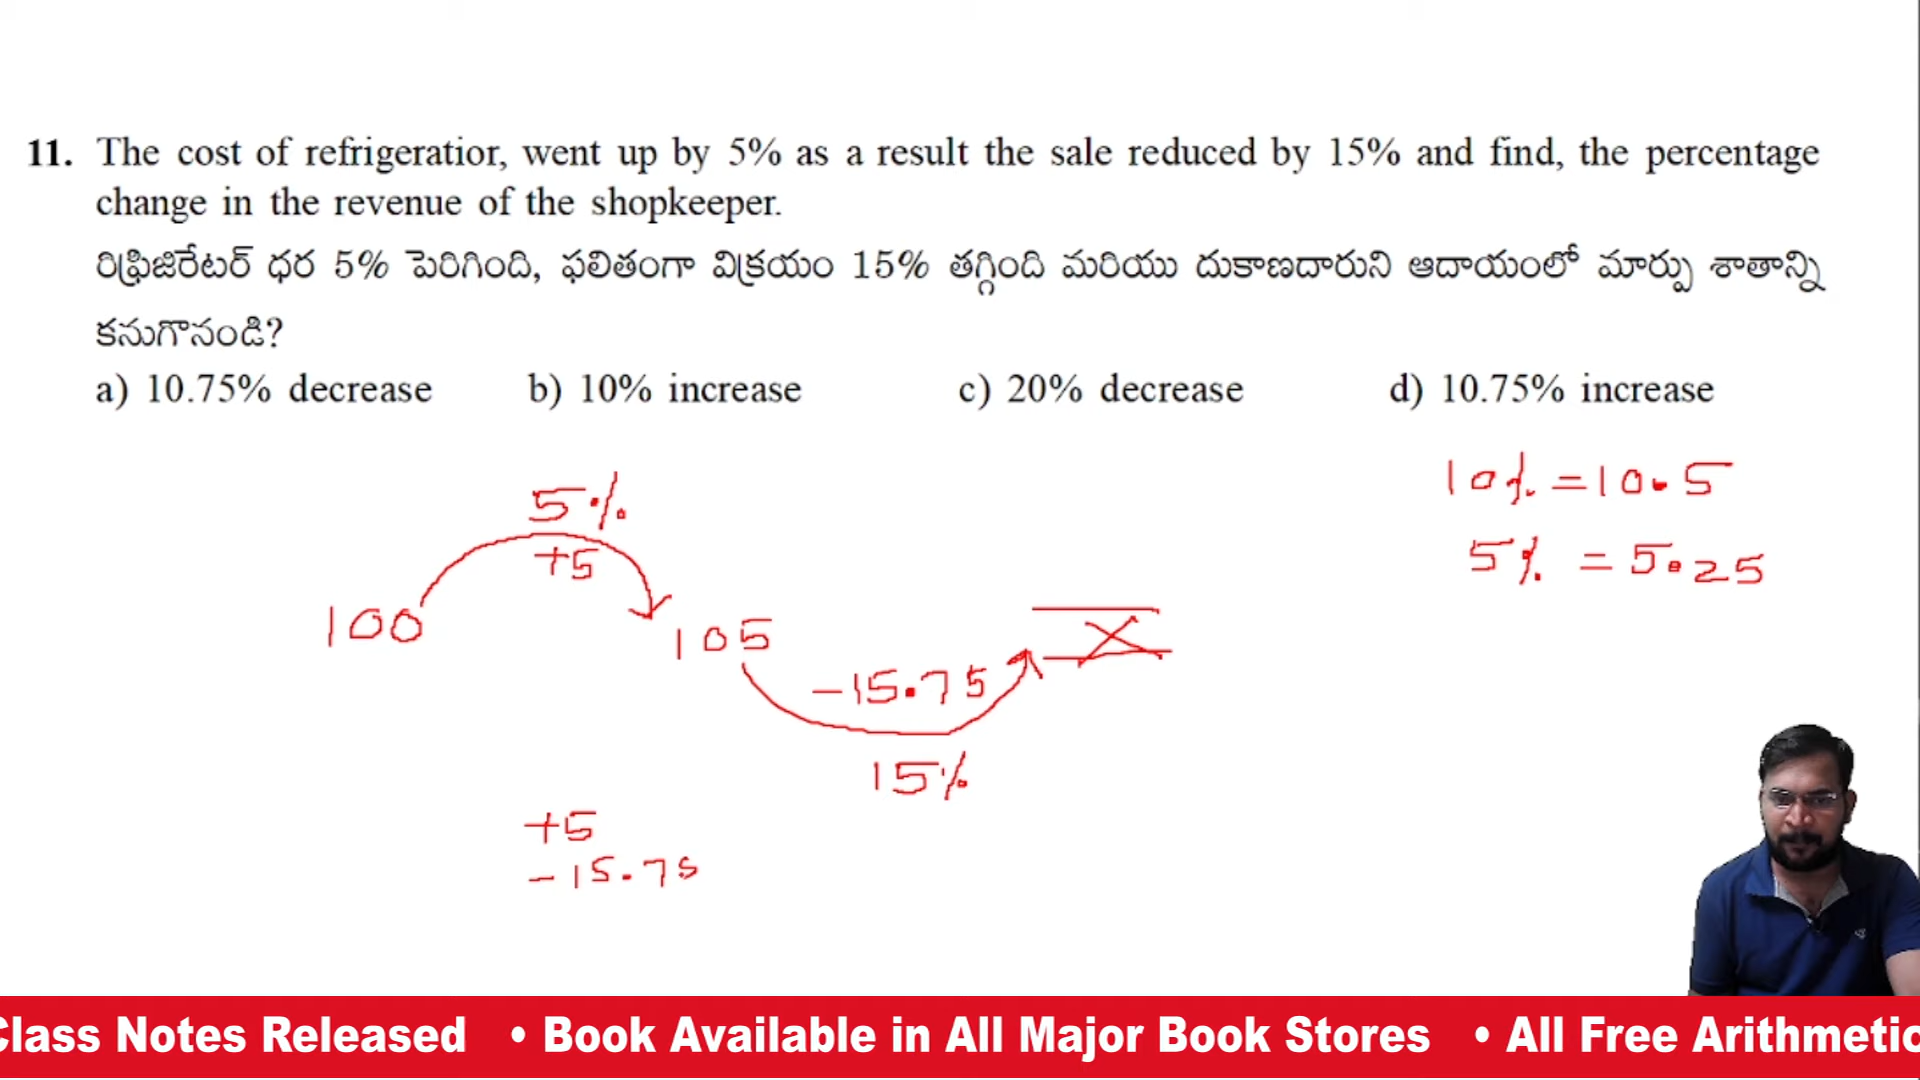 11. The cost of refrigeratior, went up by 5% as a result the sale reduced by 15% and find, the percentage
change in the revenue of the shopkeeper.
రిఫ్రిజిరేటర్ ధర 5% పెరిగింది, ఫలితంగా విక్రయం 15% తగ్గింది మరియు దుకాణదారుని ఆదాయంలో మార్పు శాతాన్ని
కనుగొనండి?
a) 10.75% decrease b) 10% increase c) 20% decrease d) 10.75% increase
10% = 10.5
5%
5% = 5.25
+5
100
105
X
-15.75
15%
+5
-15.75
Class Notes Released • Book Available in All Major Book Stores • All Free Arithmetic